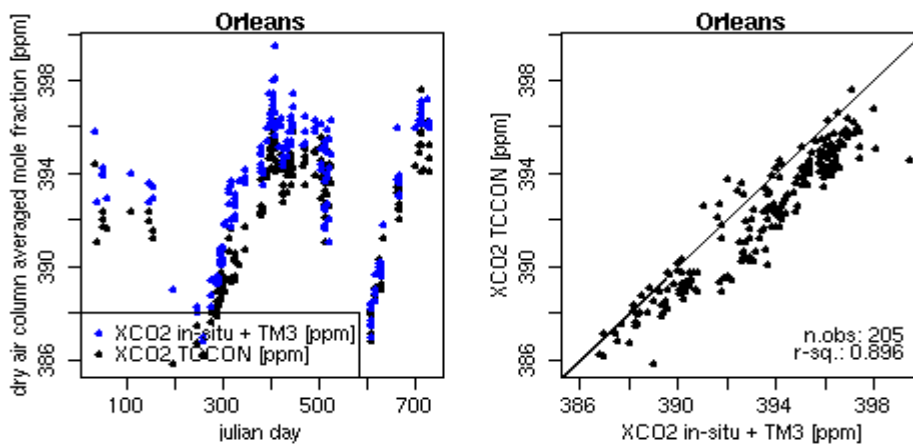 Orleans
dry air column averaged mole fraction [ppm]
398
394
390
386
XCO2 in-situ + TM3 [ppm]
XCO2 TCCON [ppm]
100 300 500 700
julian day
Orleans
XCO2 TCCON [ppm]
398
394
390
386
n.obs: 205
r-sq.: 0.896
386 390 394 398
XCO2 in-situ + TM3 [ppm]